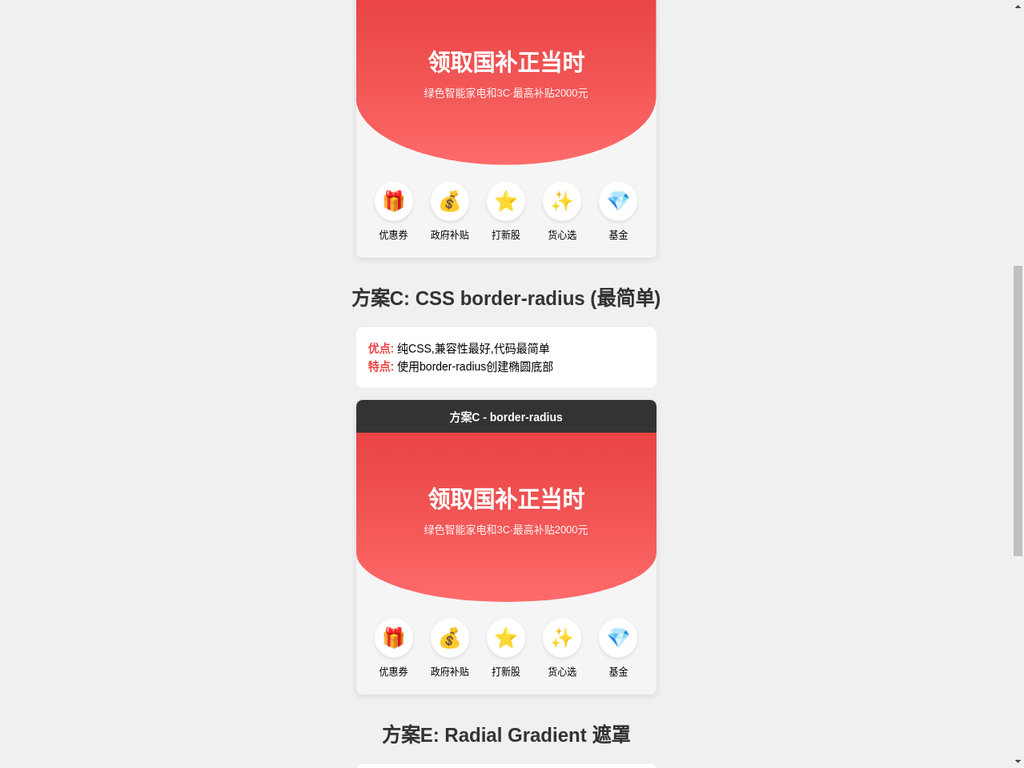 领取国补正当时
绿色智能家电和3C·最高补贴2000元
优惠券 政府补贴 打新股 货心选 基金
方案C: CSS border-radius (最简单)
优点: 纯CSS,兼容性最好,代码最简单
特点: 使用border-radius创建椭圆底部
方案C - border-radius
领取国补正当时
绿色智能家电和3C·最高补贴2000元
优惠券 政府补贴 打新股 货心选 基金
方案E: Radial Gradient 遮罩